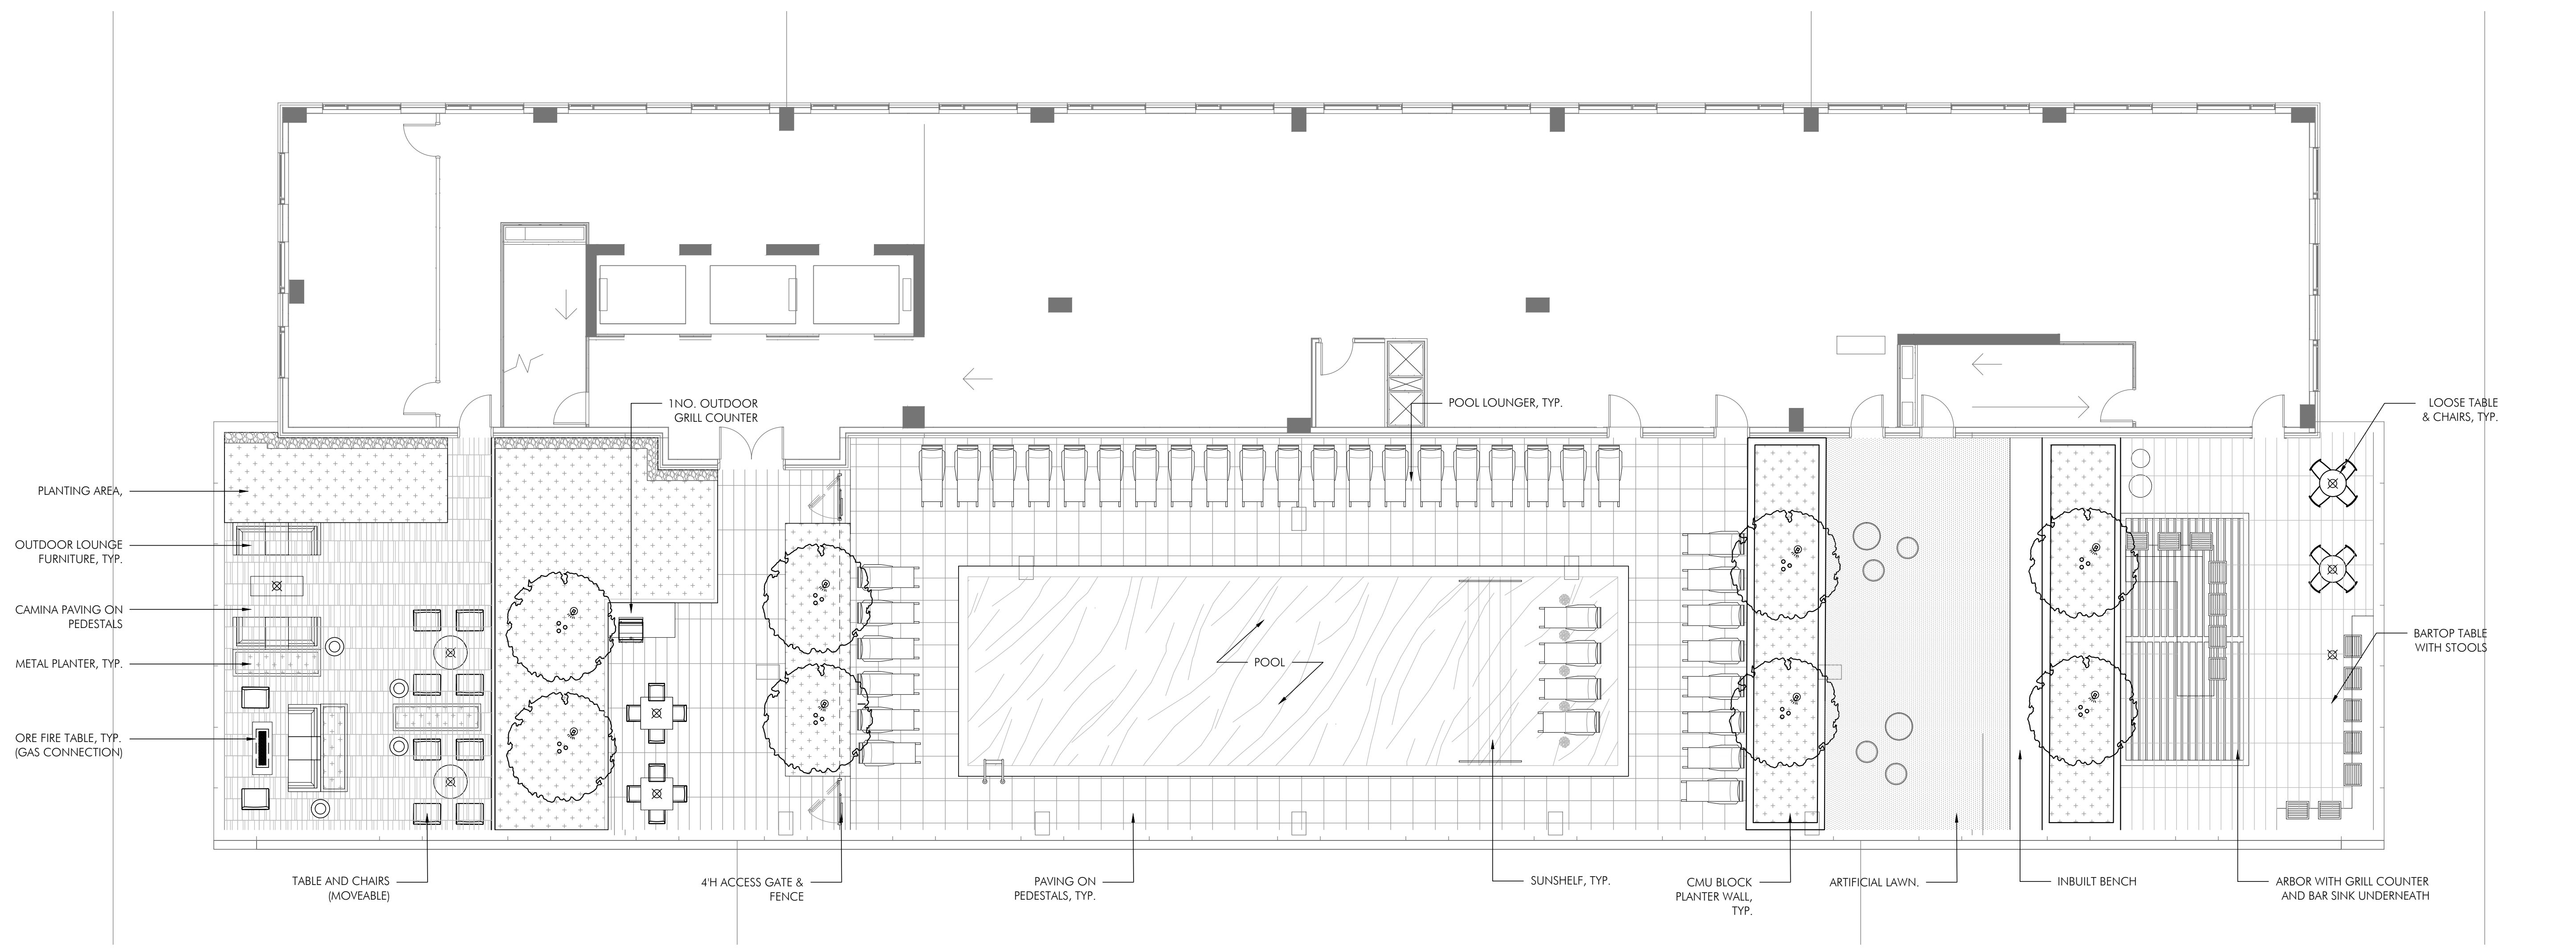 1NO. OUTDOOR
GRILL COUNTER
POOL LOUNGER, TYP.
LOOSE TABLE
& CHAIRS, TYP.
PLANTING AREA,
OUTDOOR LOUNGE
FURNITURE, TYP.
CAMINA PAVING ON
PEDESTALS
METAL PLANTER, TYP.
ORE FIRE TABLE, TYP.
(GAS CONNECTION)
POOL
BARTOP TABLE
WITH STOOLS
TABLE AND CHAIRS
(MOVEABLE)
4'H ACCESS GATE &
FENCE
PAVING ON
PEDESTALS, TYP.
SUNSHELF, TYP.
CMU BLOCK
PLANTER WALL,
TYP.
ARTIFICIAL LAWN.
INBUILT BENCH
ARBOR WITH GRILL COUNTER
AND BAR SINK UNDERNEATH